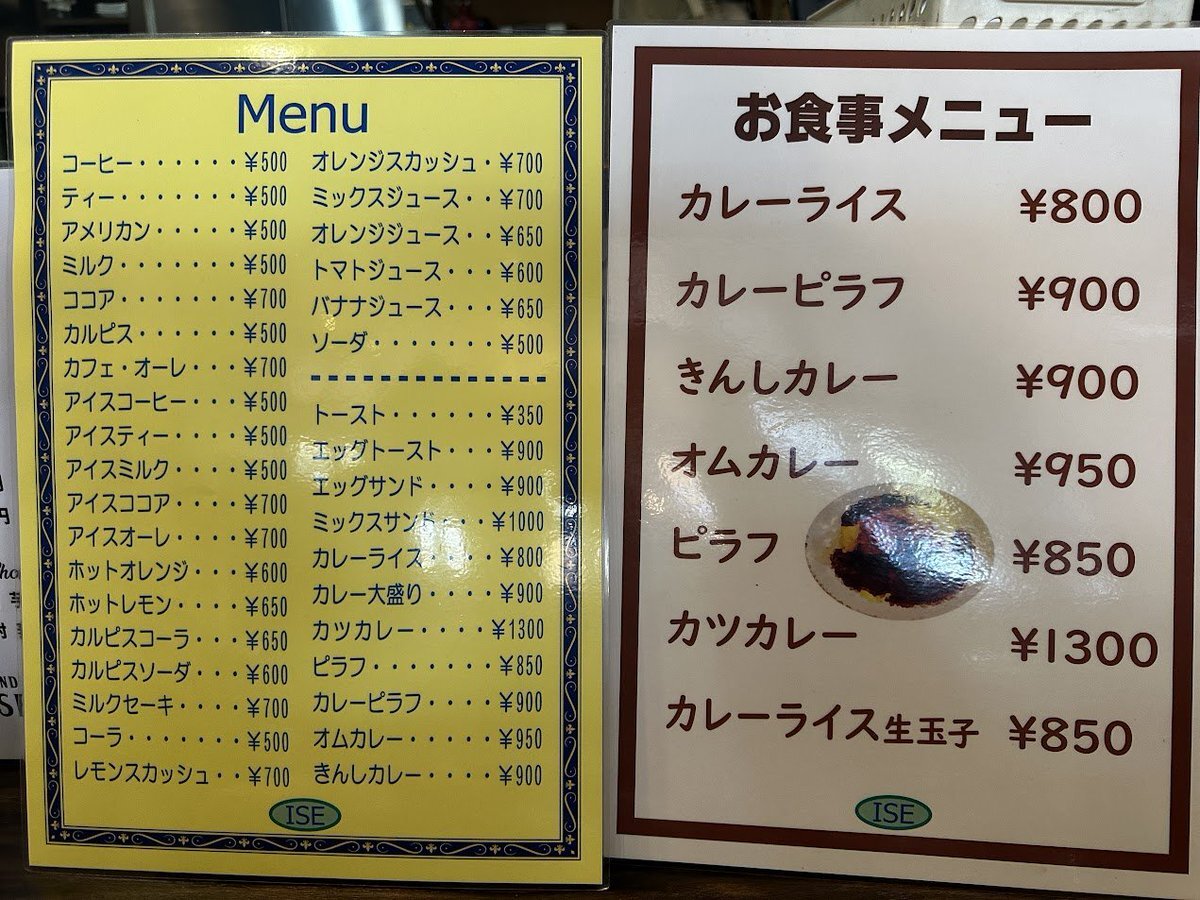 Menu
コーヒー・・・・・・・¥500
ティー・・・・・・・・¥500
アメリカン・・・・・¥500
ミルク・・・・・・・・¥500
ココア・・・・・・・・¥700
カルピス・・・・・・¥500
カフェ・オーレ・・・¥700
アイスコーヒー・・・¥500
アイスティー・・・・¥500
アイスミルク・・・・¥500
アイスココア・・・・¥700
アイスオーレ・・・・¥700
ホットオレンジ・・・¥600
ホットレモン・・・・¥650
カルピスコーラ・・・¥650
カルピスソーダ・・・¥600
ミルクセーキ・・・・¥700
コーラ・・・・・・・・¥500
レモンスカッシュ・・¥700
オレンジスカッシュ・¥700
ミックスジュース・・¥700
オレンジジュース・・¥650
トマトジュース・・・¥600
バナナジュース・・・¥650
ソーダ・・・・・・・・¥500
トースト・・・・・・¥350
エッグトースト・・・¥900
エッグサンド・・・・¥900
ミックスサンド・・・¥1000
カレーライス・・・・¥800
カレー大盛り・・・・¥900
カツカレー・・・・¥1300
ピラフ・・・・・・・・¥850
カレーピラフ・・・・¥900
オムカレー・・・・・¥950
きんしカレー・・・・¥900
ISE
お食事メニュー
カレーライス ¥800
カレーピラフ ¥900
きんしカレー ¥900
オムカレー ¥950
ピラフ ¥850
カツカレー ¥1300
カレーライス生玉子 ¥850
ISE